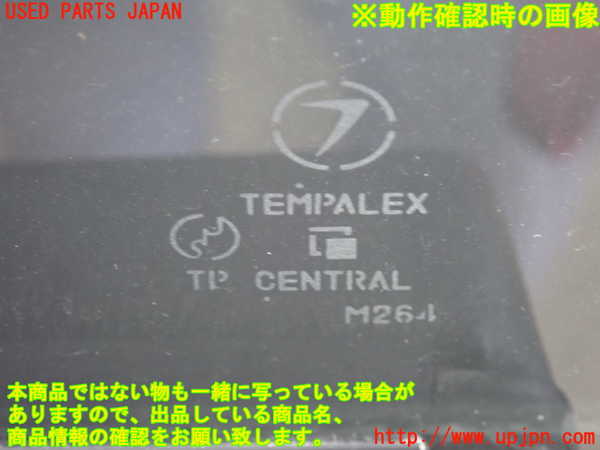 USED PARTS JAPAN
※動作確認時の画像
TEMPALEX
TP CENTRAL
M264
本商品ではない物も一緒に写っている場合が
ありますので、出品している商品名、
商品情報の確認をお願い致します。
http://www.upjpn.com/